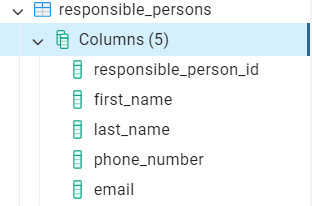 responsible_persons
Columns (5)
responsible_person_id
first_name
last_name
phone_number
email